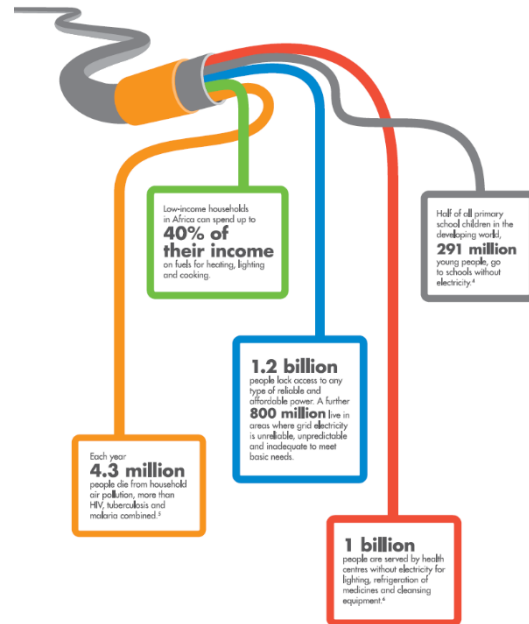 Low-income households
in Africa can spend up to
40% of
their income
on fuels for heating, lighting
and cooking.
Half of all primary
school children in the
developing world,
291 million
young people, go
to schools without
electricity.⁴
1.2 billion
people lack access to any
type of reliable and
affordable power. A further
800 million live in
areas where grid electricity
is unreliable, unpredictable
and inadequate to meet
basic needs.
Each year
4.3 million
people die from household
air pollution, more than
HIV, tuberculosis and
malaria combined.⁵
1 billion
people are served by health
centres without electricity for
lighting, refrigeration of
medicines and cleansing
equipment.⁶